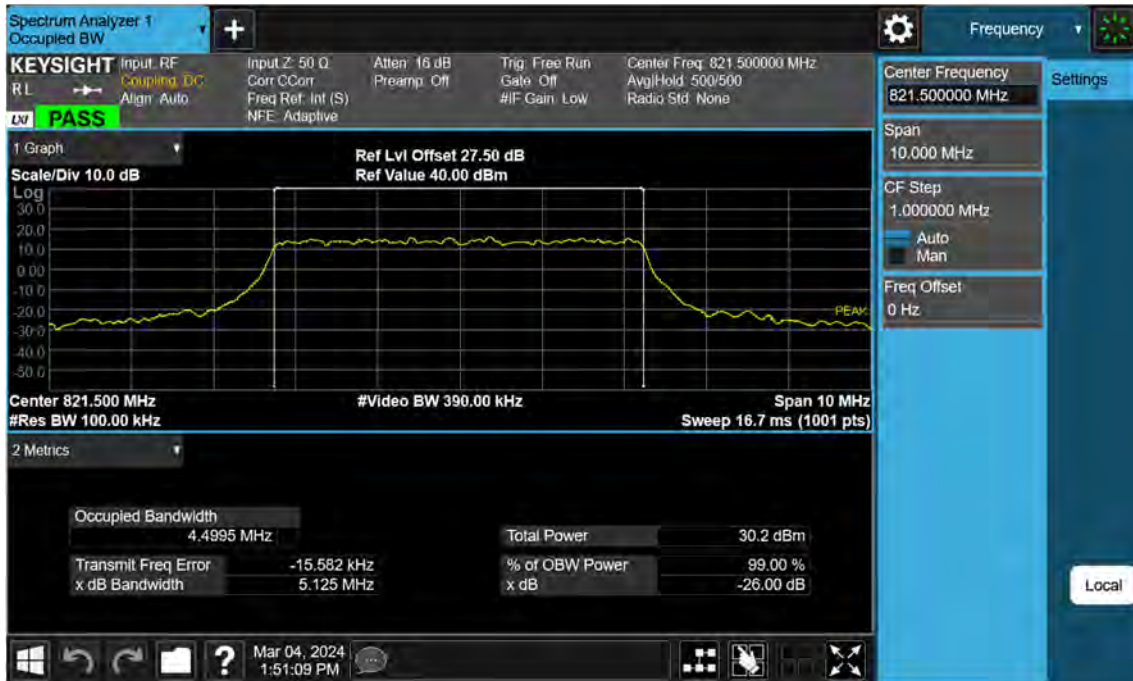 Spectrum Analyzer 1
Occupied BW
+
Frequency
KEYSIGHT Input: RF Input Z: 50 Ω Atten: 16 dB Trig: Free Run Center Freq: 821.500000 MHz
RL Coupling: DC Corr CCorr Preamp: Off Gate: Off Avg|Hold: 500/500
Align: Auto Freq Ref: Int (S) #IF Gain: Low Radio Std: None
LXI PASS NFE: Adaptive
Center Frequency
821.500000 MHz
Settings
Span
10.000 MHz
CF Step
1.000000 MHz
Auto
Man
Freq Offset
0 Hz
1 Graph
Ref Lvl Offset 27.50 dB
Scale/Div 10.0 dB Ref Value 40.00 dBm
Log
30.0
20.0
10.0
0.00
-10.0
-20.0
PEAK
-30.0
-40.0
-50.0
Center 821.500 MHz #Video BW 390.00 kHz Span 10 MHz
#Res BW 100.00 kHz Sweep 16.7 ms (1001 pts)
2 Metrics
Occupied Bandwidth
4.4995 MHz Total Power 30.2 dBm
Transmit Freq Error -15.582 kHz % of OBW Power 99.00 %
x dB Bandwidth 5.125 MHz x dB -26.00 dB
Local
? Mar 04, 2024
1:51:09 PM